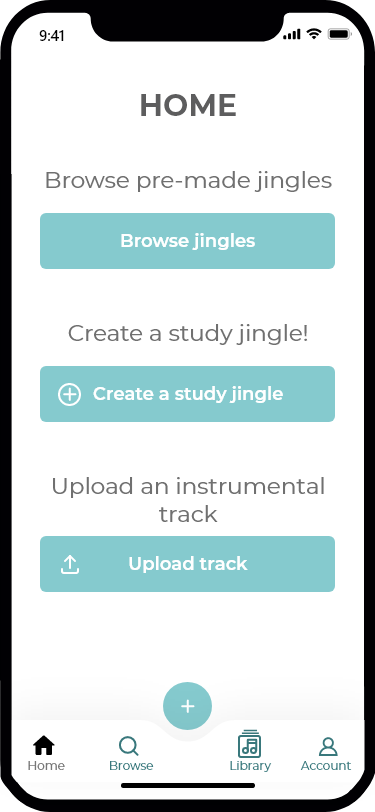 9:41
HOME
Browse pre-made jingles
Browse jingles
Create a study jingle!
Create a study jingle
Upload an instrumental
track
Upload track
Home Browse Library Account